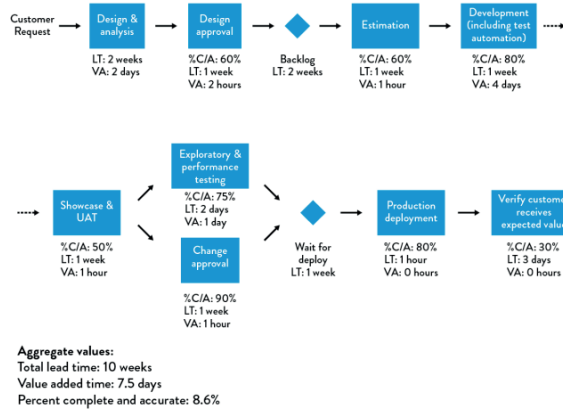 Customer
Request
Design &
analysis
LT: 2 weeks
VA: 2 days
Design
approval
%C/A: 60%
LT: 1 week
VA: 2 hours
Backlog
LT: 2 weeks
Estimation
%C/A: 60%
LT: 1 week
VA: 1 hour
Development
(including test
automation)
%C/A: 80%
LT: 1 week
VA: 4 days
Showcase &
UAT
%C/A: 50%
LT: 1 week
VA: 1 hour
Exploratory &
performance
testing
%C/A: 75%
LT: 2 days
VA: 1 day
Change
approval
%C/A: 90%
LT: 1 week
VA: 1 hour
Wait for
deploy
LT: 1 week
Production
deployment
%C/A: 80%
LT: 1 hour
VA: 0 hours
Verify customer
receives
expected value
%C/A: 30%
LT: 3 days
VA: 0 hours
Aggregate values:
Total lead time: 10 weeks
Value added time: 7.5 days
Percent complete and accurate: 8.6%